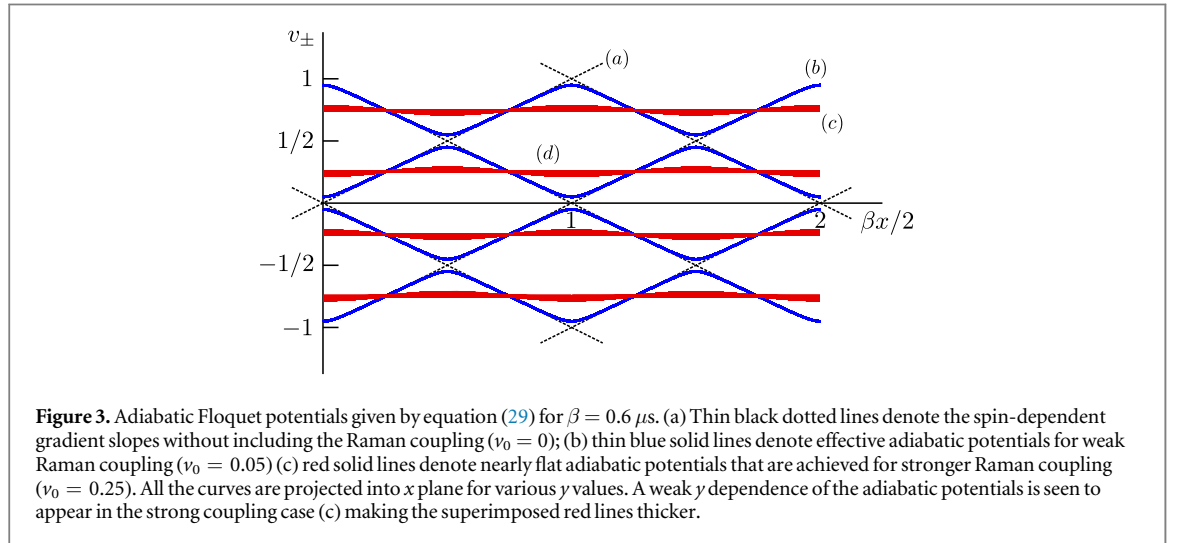 v±
(a)
(b)
1
(c)
1/2
(d)
1
2
βx/2
−1/2
−1
Figure 3. Adiabatic Floquet potentials given by equation (29) for β = 0.6 μs. (a) Thin black dotted lines denote the spin-dependent
gradient slopes without including the Raman coupling (v₀ = 0); (b) thin blue solid lines denote effective adiabatic potentials for weak
Raman coupling (v₀ = 0.05) (c) red solid lines denote nearly flat adiabatic potentials that are achieved for stronger Raman coupling
(v₀ = 0.25). All the curves are projected into x plane for various y values. A weak y dependence of the adiabatic potentials is seen to
appear in the strong coupling case (c) making the superimposed red lines thicker.